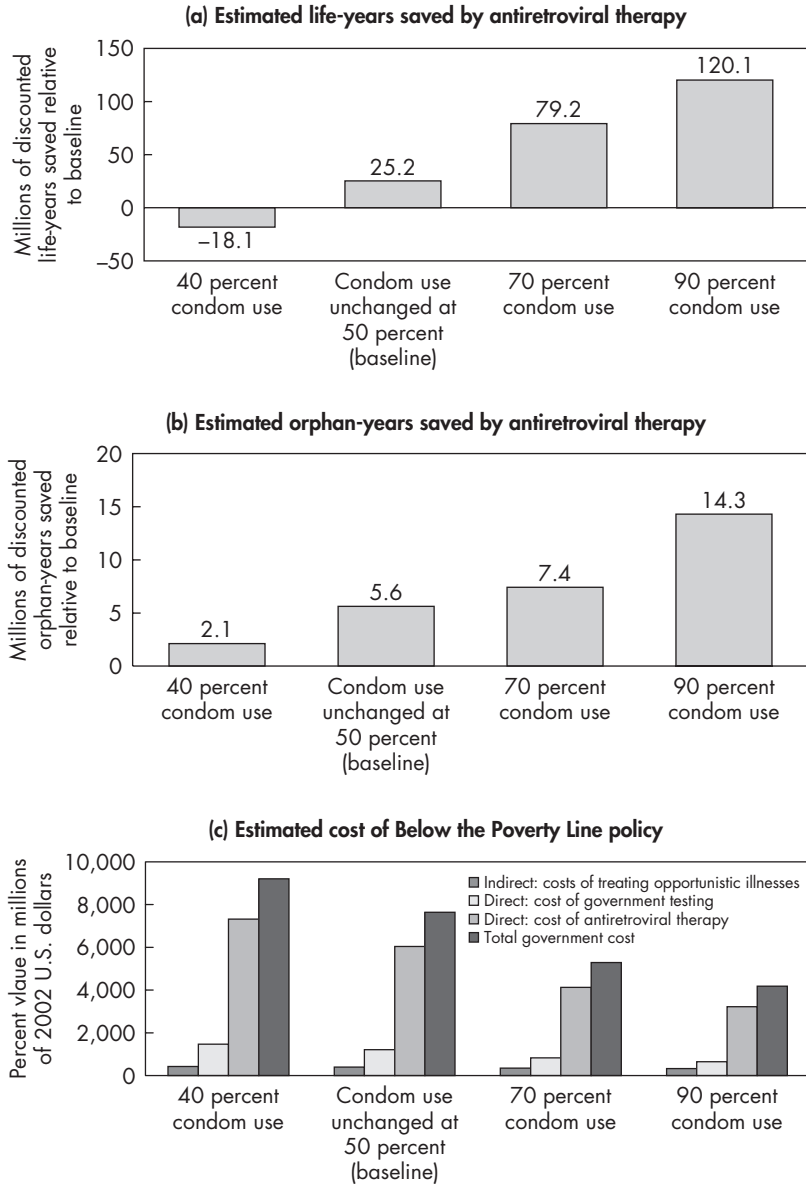 (a) Estimated life-years saved by antiretroviral therapy
Millions of discounted
life-years saved relative
to baseline
150
100
50
0
–50
–18.1
25.2
79.2
120.1
40 percent
condom use
Condom use
unchanged at
50 percent
(baseline)
70 percent
condom use
90 percent
condom use
(b) Estimated orphan-years saved by antiretroviral therapy
Millions of discounted
orphan-years saved
relative to baseline
20
15
10
5
0
2.1
5.6
7.4
14.3
40 percent
condom use
Condom use
unchanged at
50 percent
(baseline)
70 percent
condom use
90 percent
condom use
(c) Estimated cost of Below the Poverty Line policy
Percent vlaue in millions
of 2002 U.S. dollars
10,000
8,000
6,000
4,000
2,000
0
Indirect: costs of treating opportunistic illnesses
Direct: cost of government testing
Direct: cost of antiretroviral therapy
Total government cost
40 percent
condom use
Condom use
unchanged at
50 percent
(baseline)
70 percent
condom use
90 percent
condom use